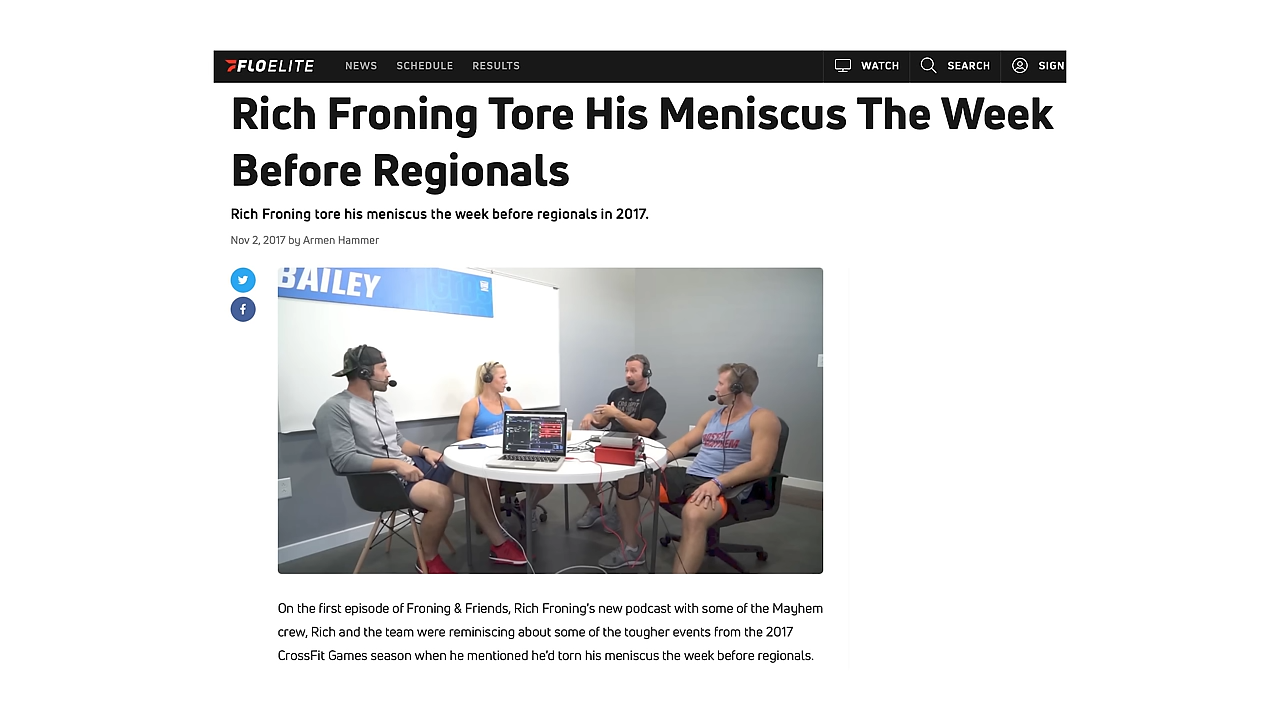 FLOELITE NEWS SCHEDULE RESULTS WATCH SEARCH SIGN
Rich Froning Tore His Meniscus The Week
Before Regionals
Rich Froning tore his meniscus the week before regionals in 2017.
Nov 2, 2017 by Armen Hammer
BAILEY
On the first episode of Froning & Friends, Rich Froning's new podcast with some of the Mayhem
crew, Rich and the team were reminiscing about some of the tougher events from the 2017
CrossFit Games season when he mentioned he'd torn his meniscus the week before regionals.